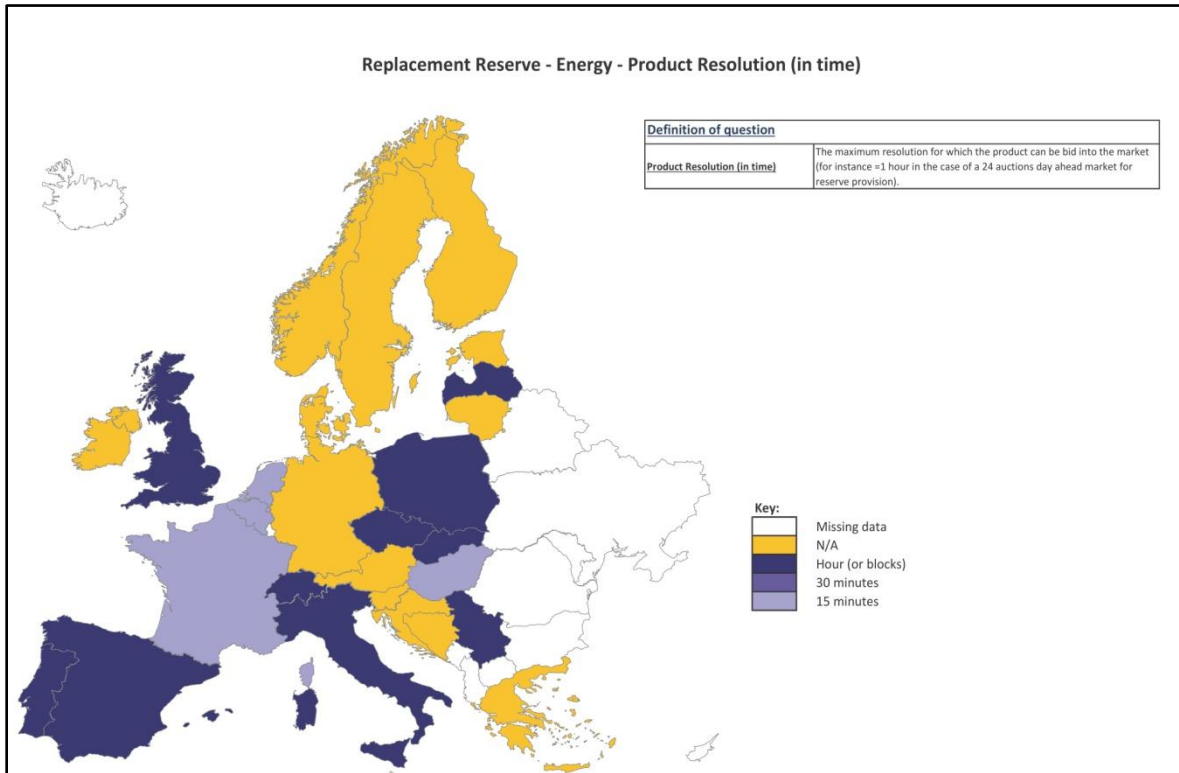 Replacement Reserve - Energy - Product Resolution (in time)
Definition of question
Product Resolution (in time)
The maximum resolution for which the product can be bid into the market
(for instance =1 hour in the case of a 24 auctions day ahead market for
reserve provision).
Key:
Missing data
N/A
Hour (or blocks)
30 minutes
15 minutes